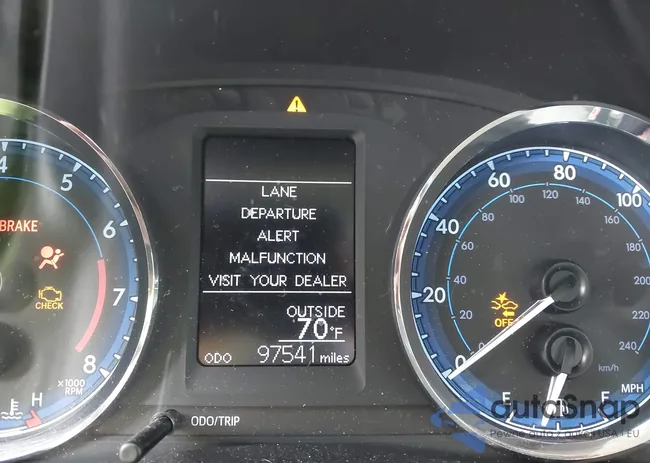 LANE
DEPARTURE
ALERT
MALFUNCTION
VISIT YOUR DEALER
OUTSIDE
70°F
ODO 97541 miles
BRAKE
CHECK
4
5
6
7
8
x1000
RPM
H
ODO/TRIP
0
20
40
60
80
100
0
20
40
60
80
100
120
140
160
180
200
220
240
km/h
MPH
OFF
E
F
autoSnap